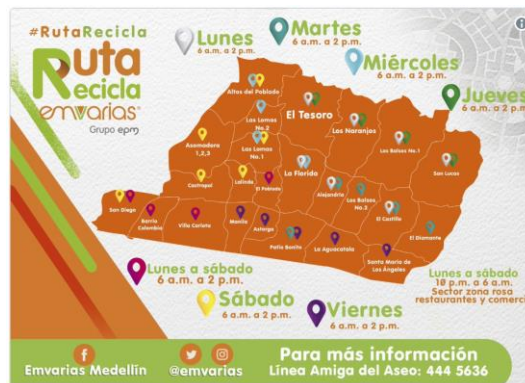 #RutaRecicla
Ruta
Recicla
emvarias
Grupo epm
Lunes
6 a.m. a 2 p.m.
Martes
6 a.m. a 2 p.m.
Miércoles
6 a.m. a 2 p.m.
Jueves
6 a.m. a 2 p.m.
Altos del Poblado
Las Lomas
No.2
El Tesoro
Los Naranjos
Los Balsos No.1
San Lucas
Asomadera
1,2,3
Las Lomas
No.1
La Florida
Castropol
Lalinde
El Poblado
Alejandría
Los Balsos
No.2
El Castillo
El Diamante
San Diego
Barrio
Colombia
Villa Carlota
Manila
Astorga
Patio Bonito
La Aguacatala
Santa María de
Los Ángeles
Lunes a sábado
6 a.m. a 2 p.m.
Sábado
6 a.m. a 2 p.m.
Viernes
6 a.m. a 2 p.m.
Lunes a sábado
10 p.m. a 6 a.m.
Sector zona rosa
restaurantes y comerci
Emvarias Medellín
@emvarias
Para más información
Línea Amiga del Aseo: 444 5636